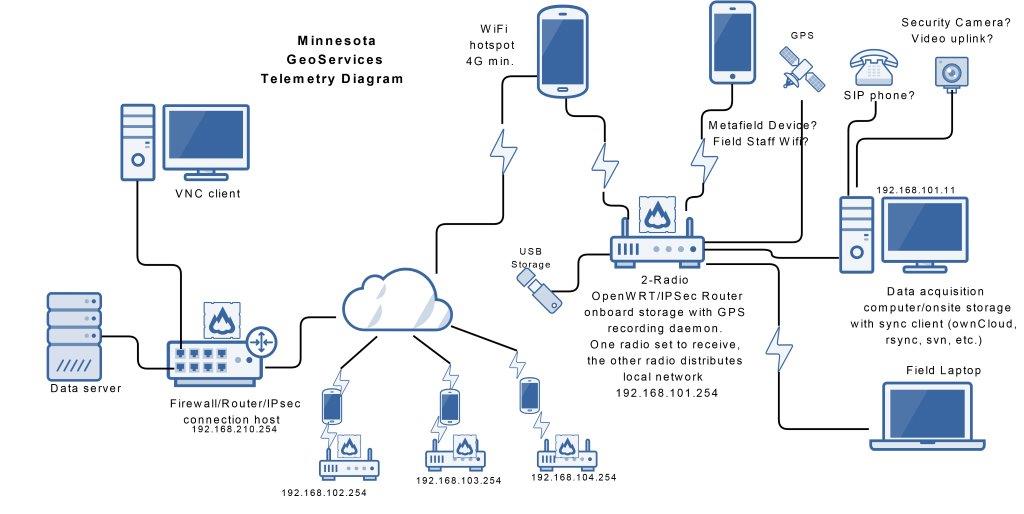 Minnesota
GeoServices
Telemetry Diagram
WiFi
hotspot
4G min.
GPS
Security Camera?
Video uplink?
SIP phone?
Metafield Device?
Field Staff Wifi?
VNC client
192.168.101.11
USB
Storage
2-Radio
OpenWRT/IPSec Router
onboard storage with GPS
recording daemon.
One radio set to receive,
the other radio distributes
local network
192.168.101.254
Data acquisition
computer/onsite storage
with sync client (ownCloud,
rsync, svn, etc.)
Field Laptop
Data server
Firewall/Router/IPsec
connection host
192.168.210.254
192.168.102.254
192.168.103.254
192.168.104.254